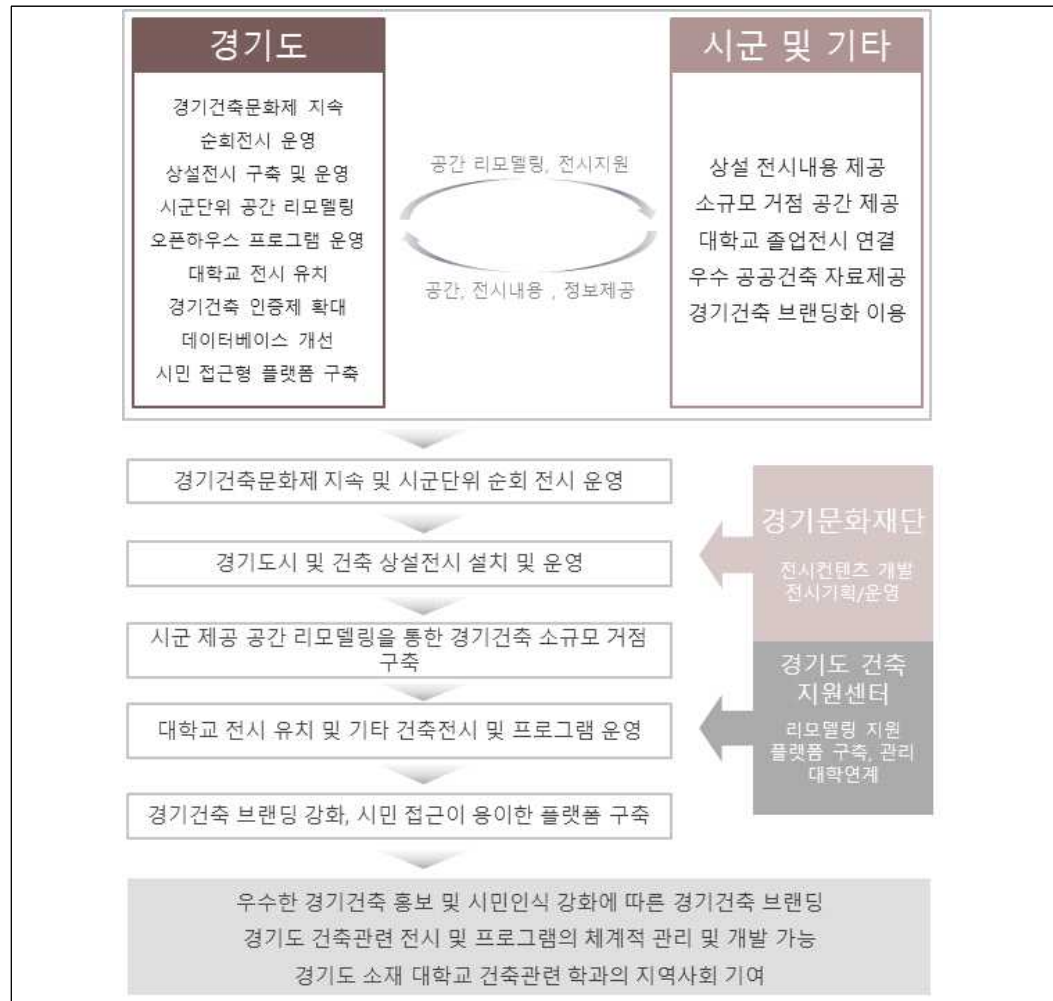 경기도
경기건축문화제 지속
순회전시 운영
상설전시 구축 및 운영
시군단위 공간 리모델링
오픈하우스 프로그램 운영
대학교 전시 유치
경기건축 인증제 확대
데이터베이스 개선
시민 접근형 플랫폼 구축
공간 리모델링, 전시지원
공간, 전시내용 , 정보제공
시군 및 기타
상설 전시내용 제공
소규모 거점 공간 제공
대학교 졸업전시 연결
우수 공공건축 자료제공
경기건축 브랜딩화 이용
경기건축문화제 지속 및 시군단위 순회 전시 운영
경기도시 및 건축 상설전시 설치 및 운영
시군 제공 공간 리모델링을 통한 경기건축 소규모 거점
구축
대학교 전시 유치 및 기타 건축전시 및 프로그램 운영
경기건축 브랜딩 강화, 시민 접근이 용이한 플랫폼 구축
경기문화재단
전시컨텐츠 개발
전시기획/운영
경기도 건축
지원센터
리모델링 지원
플랫폼 구축, 관리
대학연계
우수한 경기건축 홍보 및 시민인식 강화에 따른 경기건축 브랜딩
경기도 건축관련 전시 및 프로그램의 체계적 관리 및 개발 가능
경기도 소재 대학교 건축관련 학과의 지역사회 기여